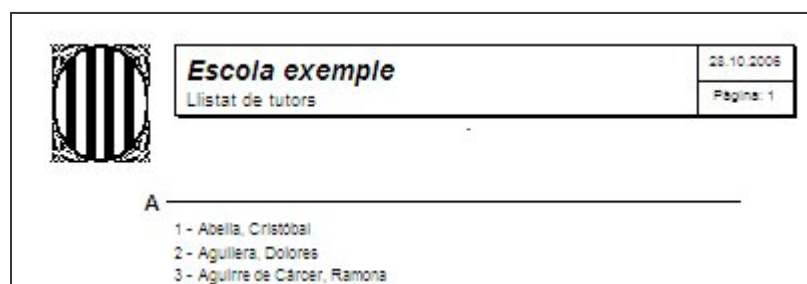 Escola exemple
Llistat de tutors
28.10.2006
Pàgina: 1
A
1 - Abella, Cristóbal
2 - Aguilera, Dolores
3 - Aguirre de Cárcer, Ramona